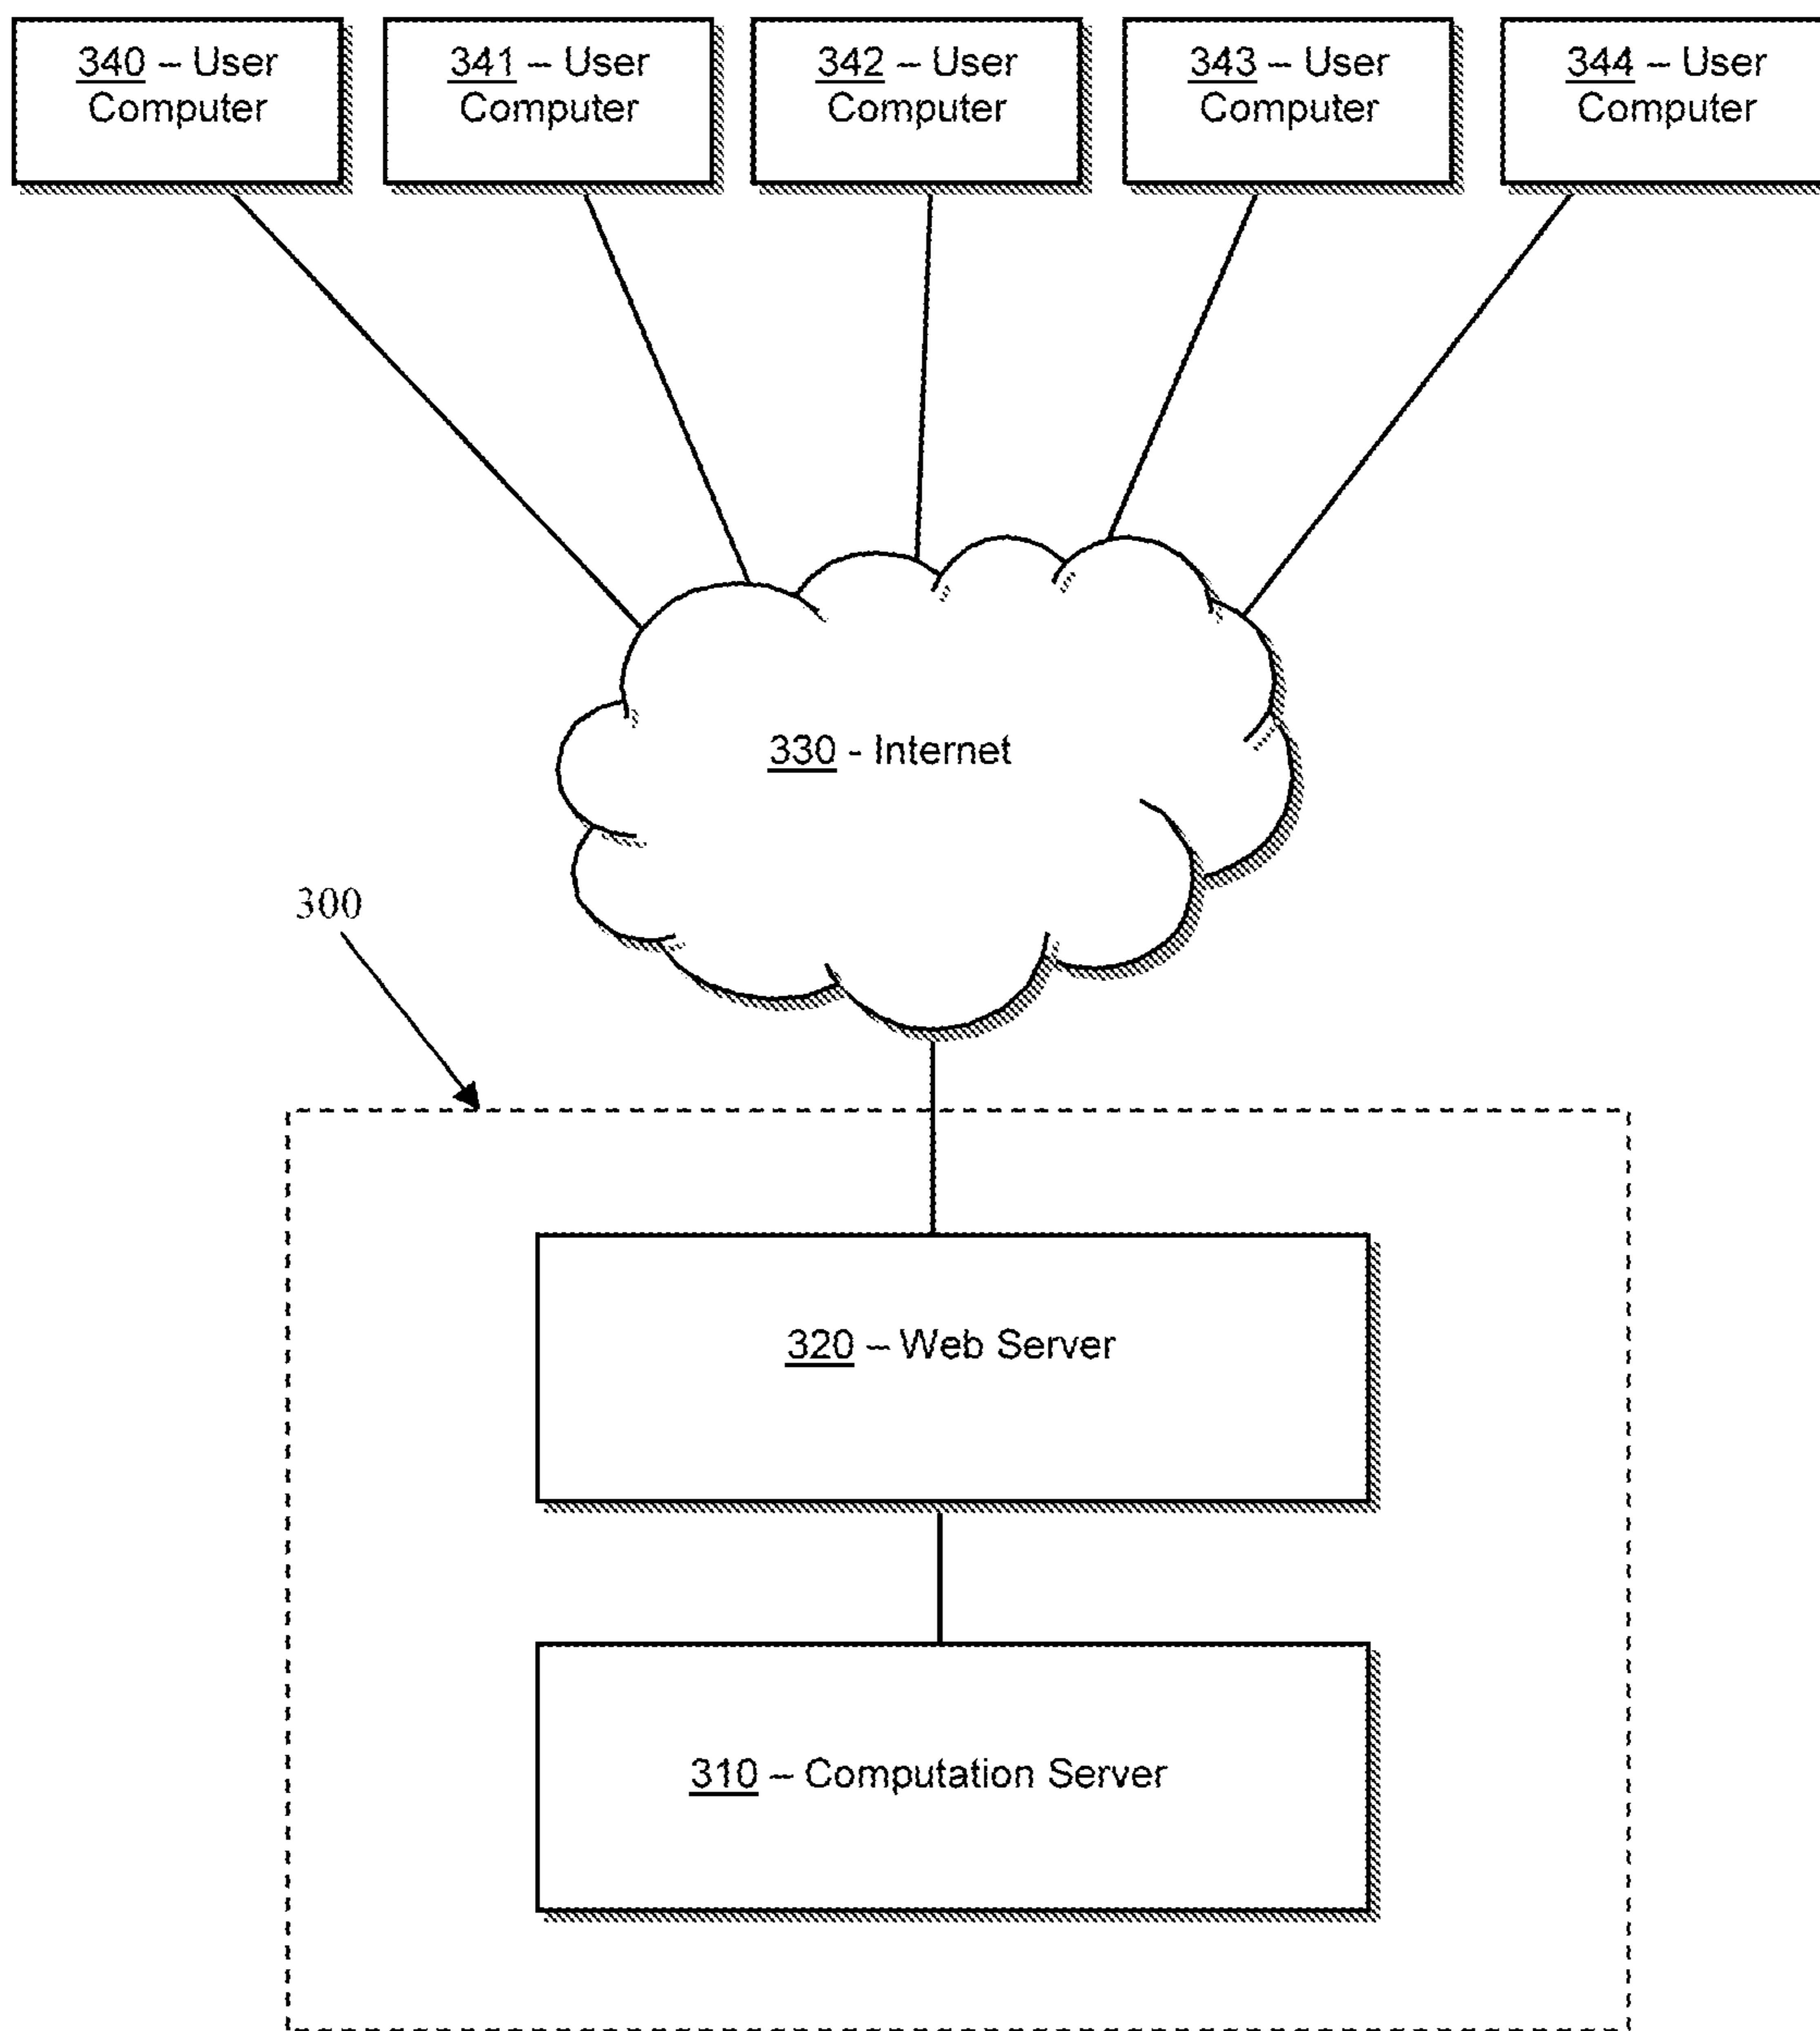 340 – User
Computer
341 – User
Computer
342 – User
Computer
343 – User
Computer
344 – User
Computer
330 - Internet
300
320 – Web Server
310 – Computation Server